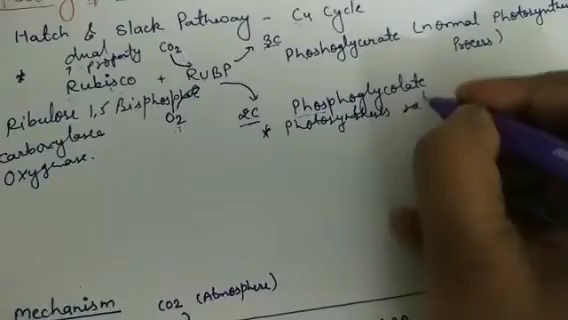 Hatch & Slack Pathway - C4 Cycle
* dual property CO2
Rubisco + RUBP 3C Phoshoglycerate (normal Photosynthe
Process)
Ribulose 1,5 Bisphosphate
O2 2C Phosphoglycolate
carboxylase * Photosynthesis
Oxygenase.
Mechanism CO2 (Atmosphere)